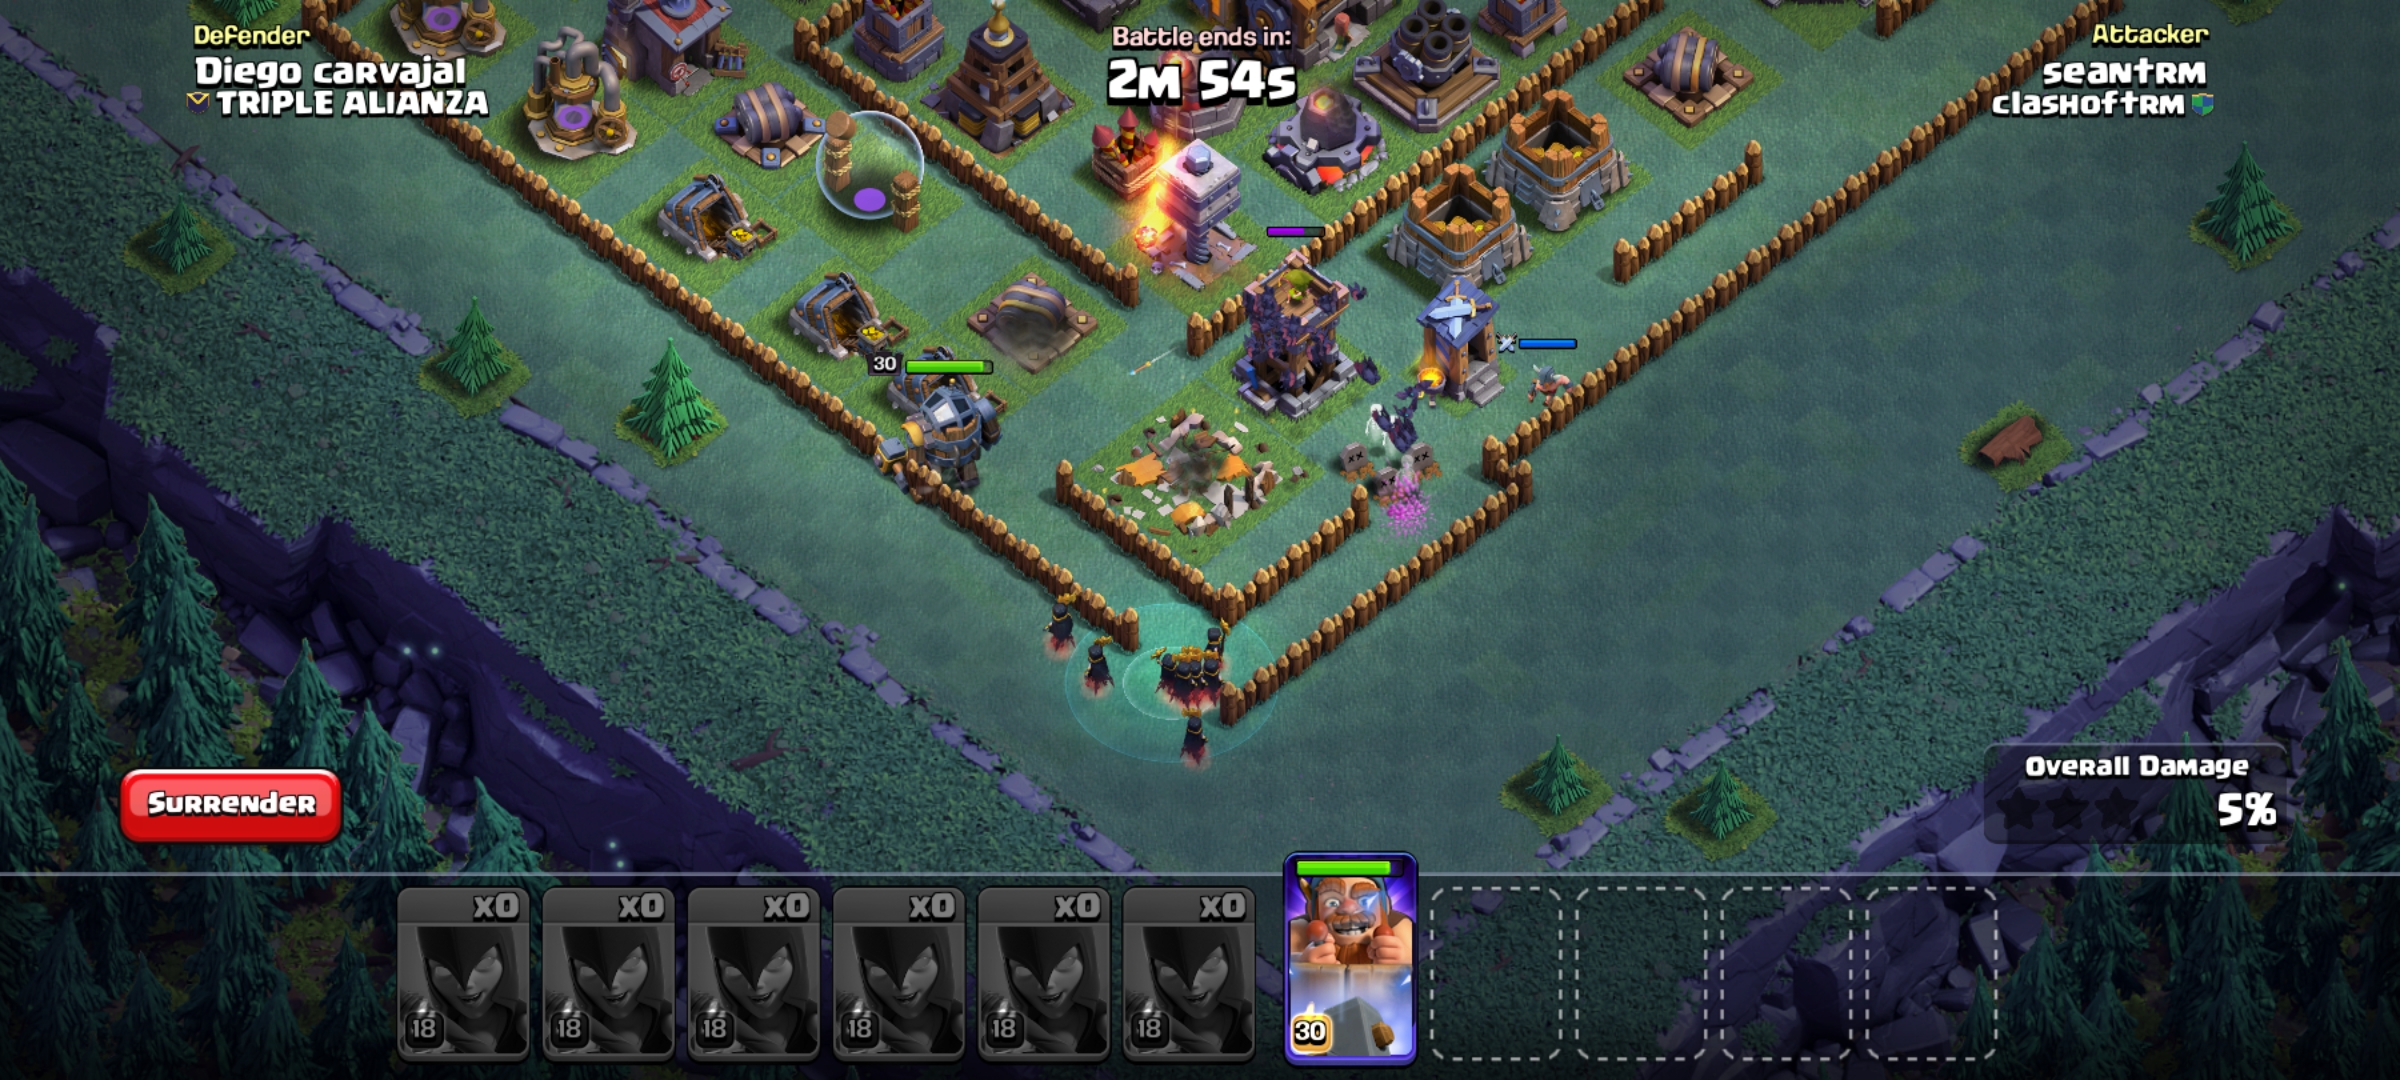 Defender
Diego carvajal
TRIPLE ALIANZA
Battle ends in:
2M 54s
Attacker
seantRM
clashoftRM
30
Surrender
Overall Damage
5%
x0
x0
x0
x0
x0
x0
18
18
18
18
18
18
30